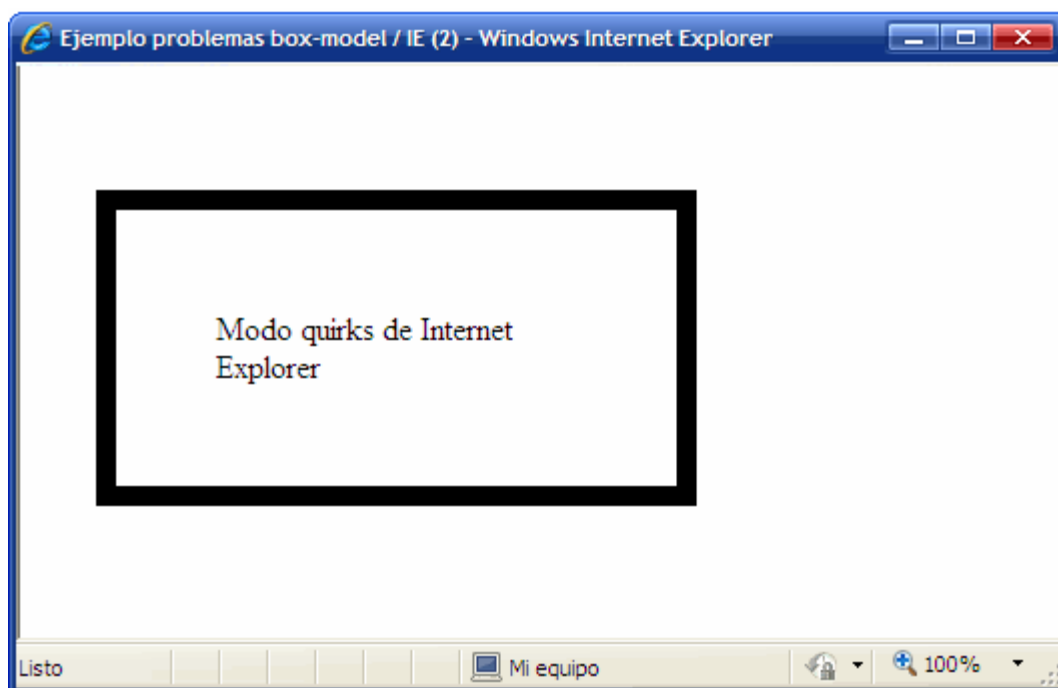 Ejemplo problemas box-model / IE (2) - Windows Internet Explorer
Modo quirks de Internet
Explorer
Listo
Mi equipo
100%